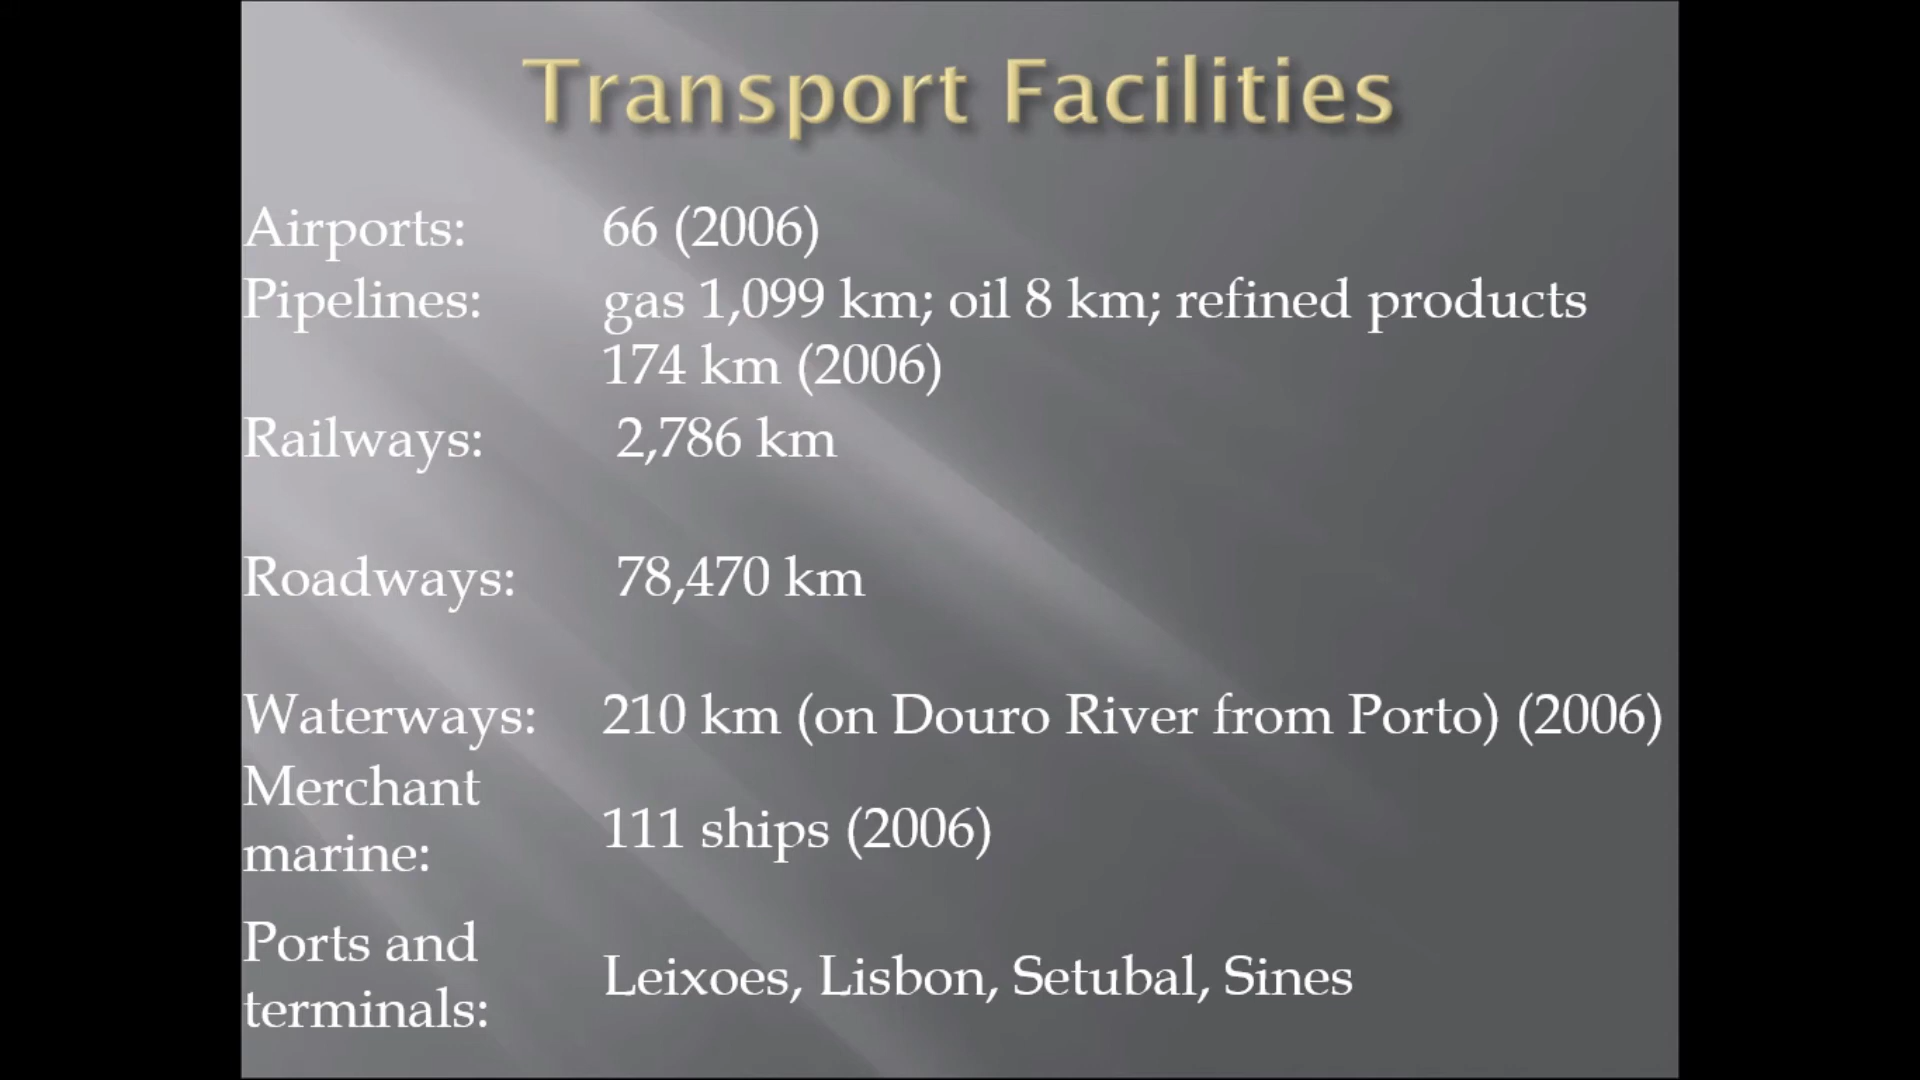 Transport Facilities
Airports: 66 (2006)
Pipelines: gas 1,099 km; oil 8 km; refined products
174 km (2006)
Railways: 2,786 km
Roadways: 78,470 km
Waterways: 210 km (on Douro River from Porto) (2006)
Merchant
marine:
111 ships (2006)
Ports and
terminals:
Leixoes, Lisbon, Setubal, Sines